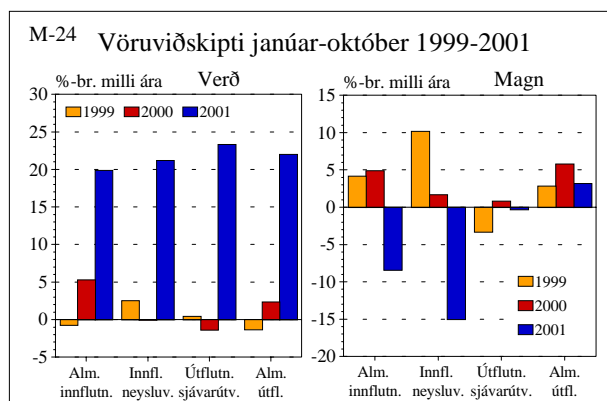 M-24
Vöruviðskipti janúar-október 1999-2001
%-br. milli ára
Verð
30
25
20
15
10
5
0
-5
1999
2000
2001
Alm. innflutn.
Innfl. neysluv.
Útflutn. sjávarútv.
Alm. útfl.
%-br. milli ára
Magn
15
10
5
0
-5
-10
-15
-20
1999
2000
2001
Alm. innflutn.
Innfl. neysluv.
Útflutn. sjávarútv.
Alm. útfl.